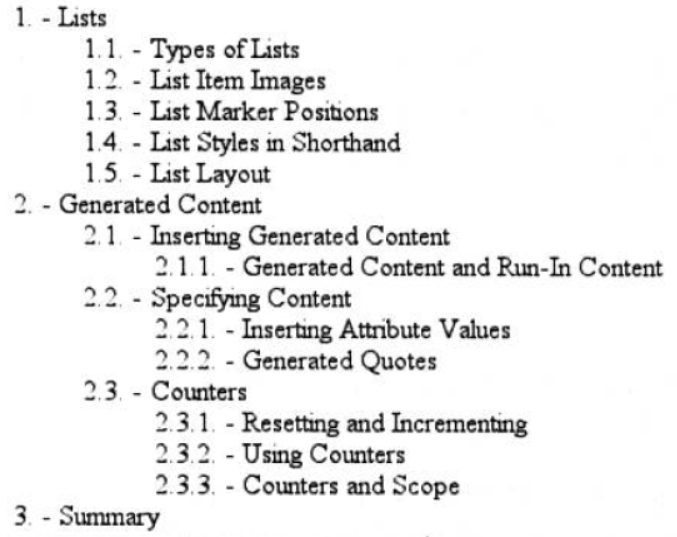 1. - Lists
1.1. - Types of Lists
1.2. - List Item Images
1.3. - List Marker Positions
1.4. - List Styles in Shorthand
1.5. - List Layout
2. - Generated Content
2.1. - Inserting Generated Content
2.1.1. - Generated Content and Run-In Content
2.2. - Specifying Content
2.2.1. - Inserting Attribute Values
2.2.2. - Generated Quotes
2.3. - Counters
2.3.1. - Resetting and Incrementing
2.3.2. - Using Counters
2.3.3. - Counters and Scope
3. - Summary